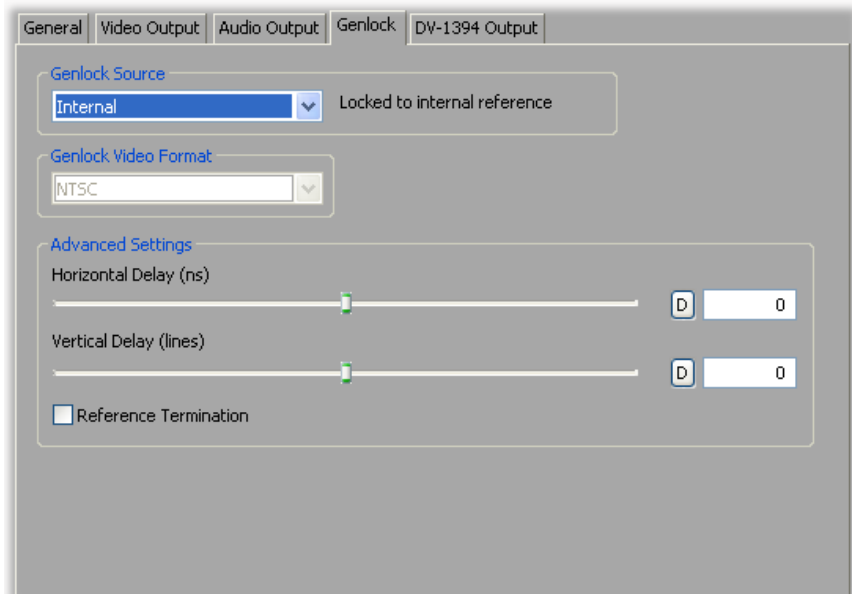 General Video Output Audio Output Genlock DV-1394 Output
Genlock Source
Internal Locked to internal reference
Genlock Video Format
NTSC
Advanced Settings
Horizontal Delay (ns)
D 0
Vertical Delay (lines)
D 0
Reference Termination